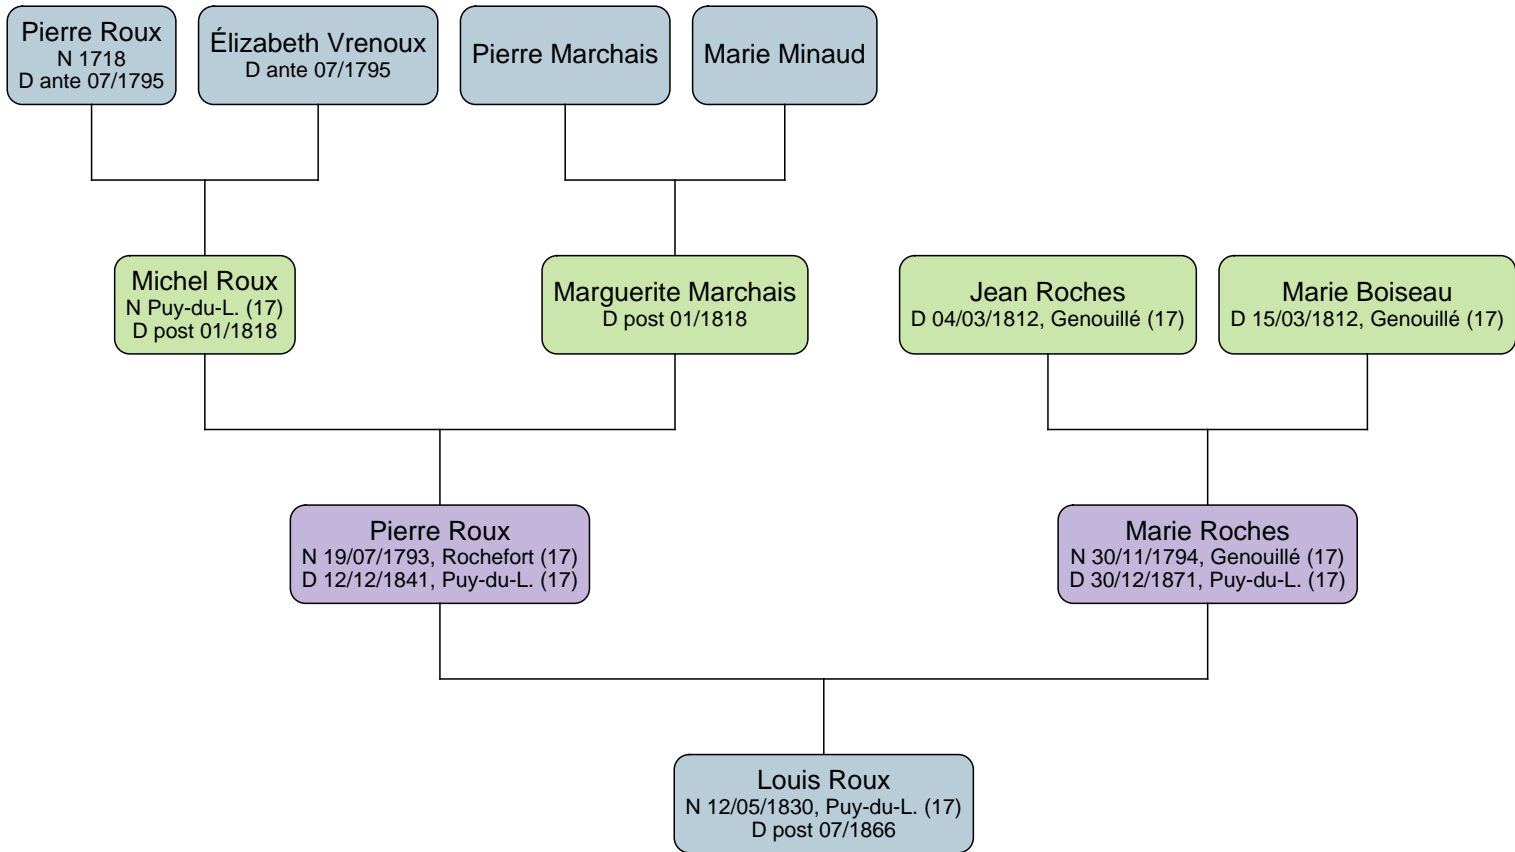 Pierre Roux
N 1718
D ante 07/1795
Élizabeth Vrenoux
D ante 07/1795
Pierre Marchais
Marie Minaud
Michel Roux
N Puy-du-L. (17)
D post 01/1818
Marguerite Marchais
D post 01/1818
Jean Roches
D 04/03/1812, Genouillé (17)
Marie Boiseau
D 15/03/1812, Genouillé (17)
Pierre Roux
N 19/07/1793, Rochefort (17)
D 12/12/1841, Puy-du-L. (17)
Marie Roches
N 30/11/1794, Genouillé (17)
D 30/12/1871, Puy-du-L. (17)
Louis Roux
N 12/05/1830, Puy-du-L. (17)
D post 07/1866